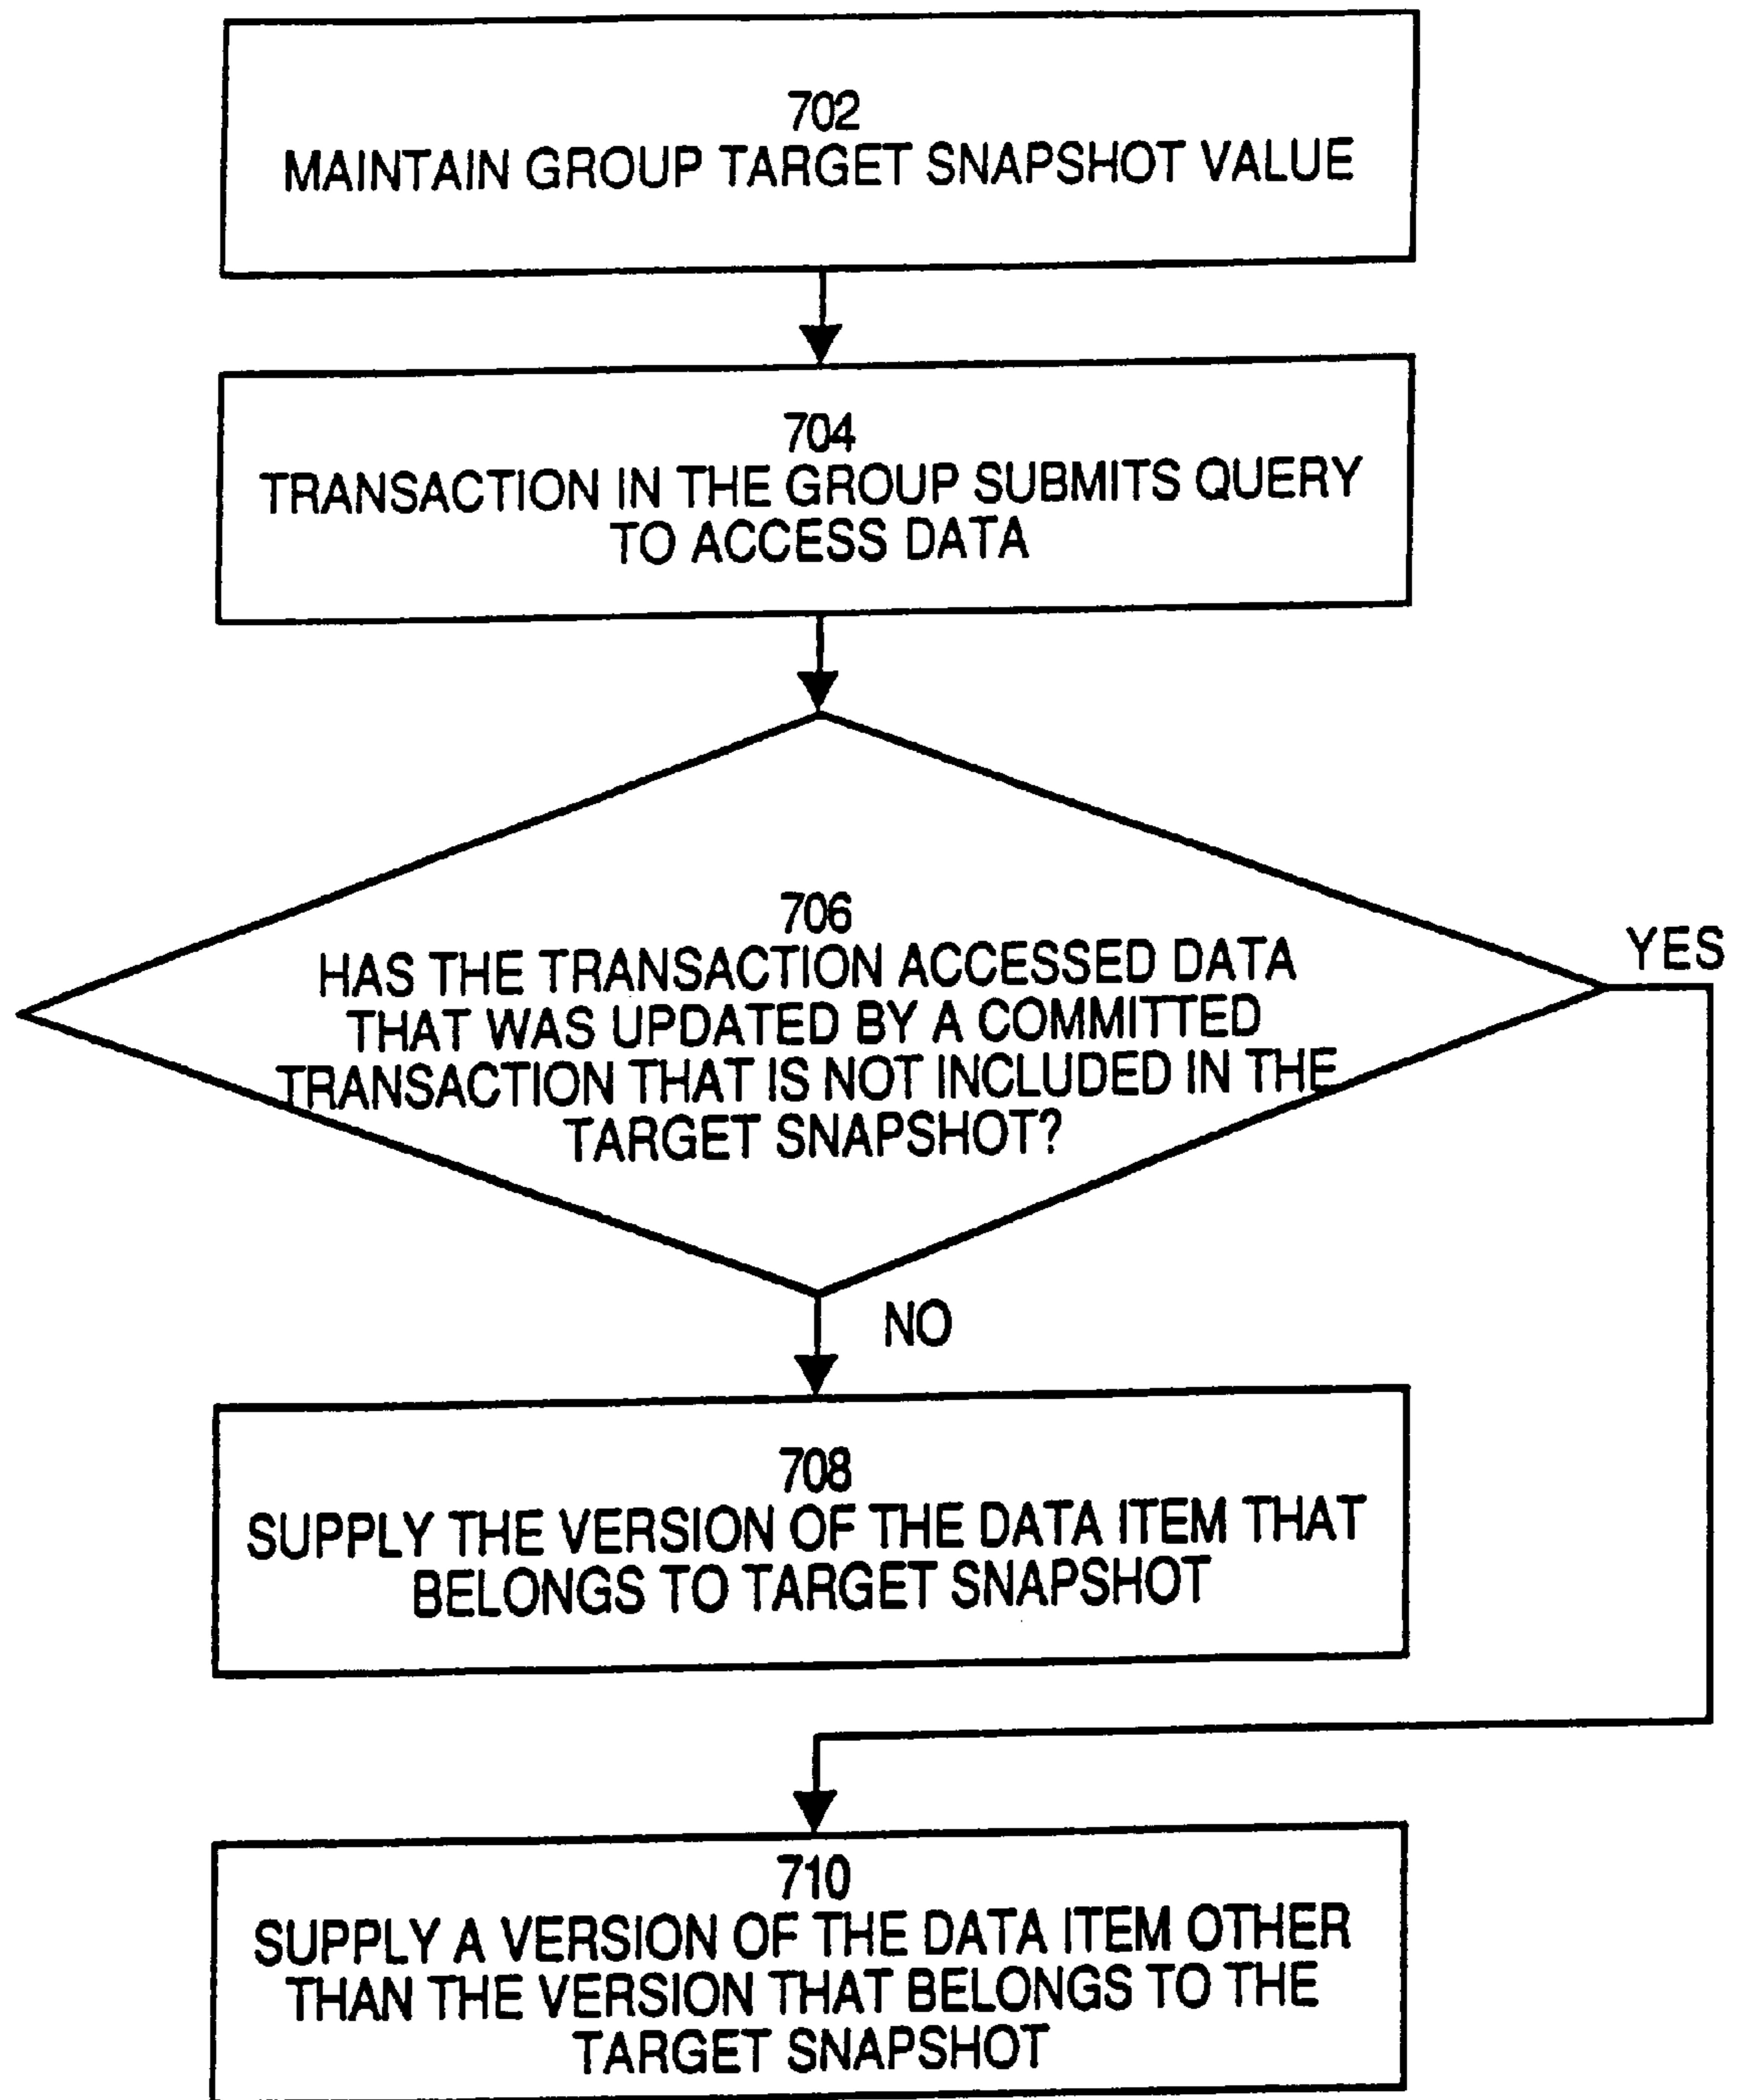 702
MAINTAIN GROUP TARGET SNAPSHOT VALUE
704
TRANSACTION IN THE GROUP SUBMITS QUERY
TO ACCESS DATA
706
HAS THE TRANSACTION ACCESSED DATA
THAT WAS UPDATED BY A COMMITTED
TRANSACTION THAT IS NOT INCLUDED IN THE
TARGET SNAPSHOT?
YES
NO
708
SUPPLY THE VERSION OF THE DATA ITEM THAT
BELONGS TO TARGET SNAPSHOT
710
SUPPLY A VERSION OF THE DATA ITEM OTHER
THAN THE VERSION THAT BELONGS TO THE
TARGET SNAPSHOT